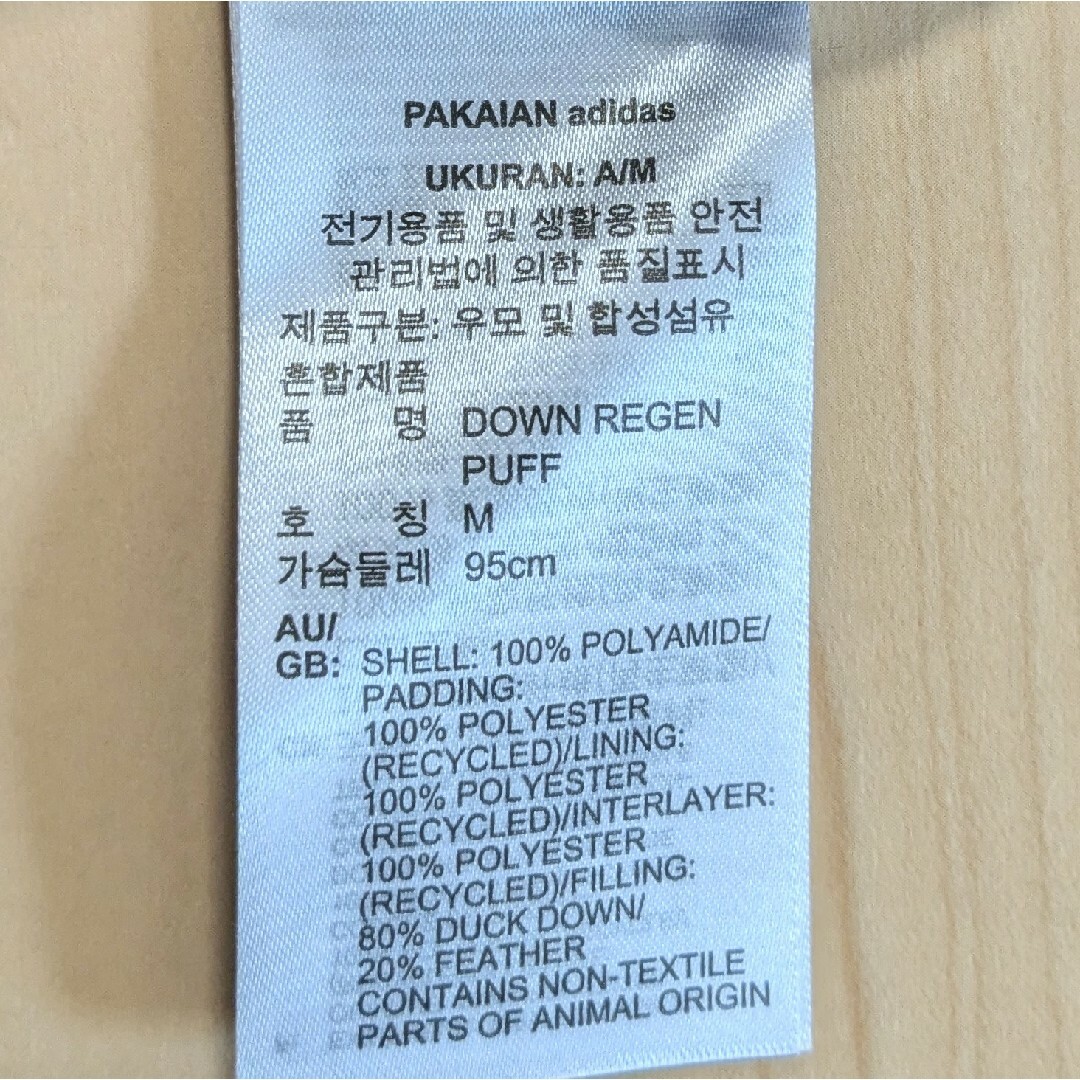 PAKAIAN adidas
UKURAN: A/M
전기용품 및 생활용품 안전
관리법에 의한 품질표시
제품구분: 우모 및 합성섬유
혼합제품
품 명 DOWN REGEN
PUFF
호 칭 M
가슴둘레 95cm
AU/
GB: SHELL: 100% POLYAMIDE/
PADDING:
100% POLYESTER
(RECYCLED)/LINING:
100% POLYESTER
(RECYCLED)/INTERLAYER:
100% POLYESTER
(RECYCLED)/FILLING:
80% DUCK DOWN/
20% FEATHER
CONTAINS NON-TEXTILE
PARTS OF ANIMAL ORIGIN